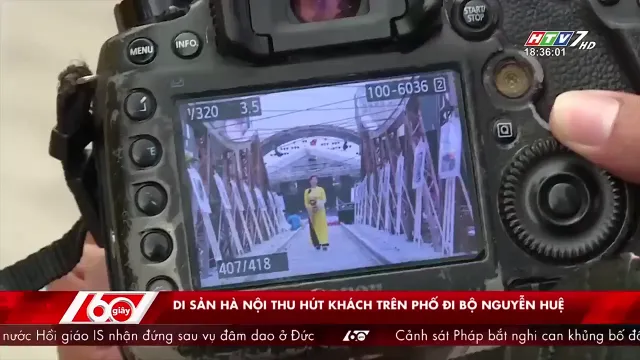 START/
STOP
HTV7 HD
18:36:01
MENU
INFO.
1/320 3.5
100-6036 2
Q
407/418
Canon
60 giây
DI SẢN HÀ NỘI THU HÚT KHÁCH TRÊN PHỐ ĐI BỘ NGUYỄN HUỆ
nước Hồi giáo IS nhận đứng sau vụ đâm dao ở Đức
60
Cảnh sát Pháp bắt nghi can khủng bố đ